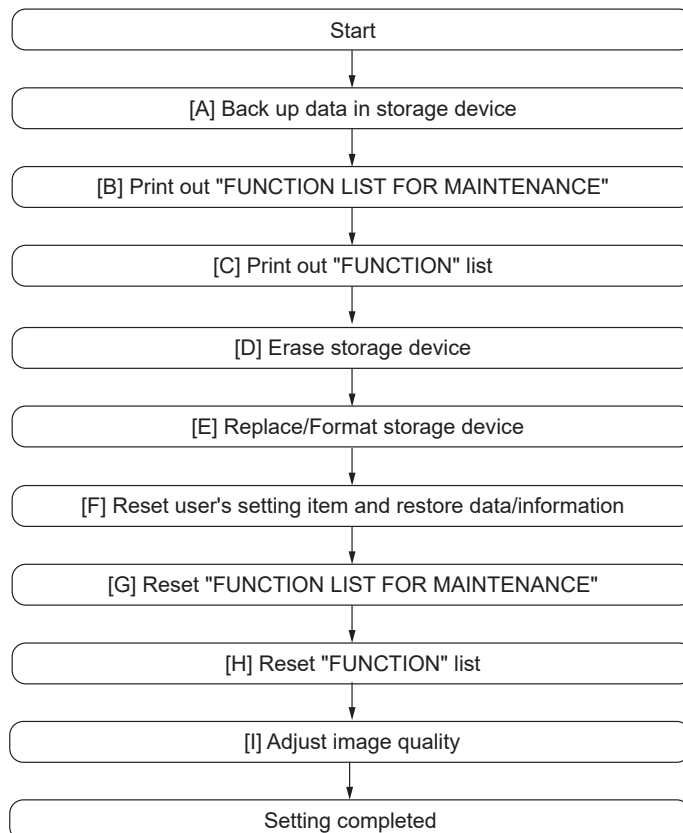 Start
[A] Back up data in storage device
[B] Print out "FUNCTION LIST FOR MAINTENANCE"
[C] Print out "FUNCTION" list
[D] Erase storage device
[E] Replace/Format storage device
[F] Reset user's setting item and restore data/information
[G] Reset "FUNCTION LIST FOR MAINTENANCE"
[H] Reset "FUNCTION" list
[I] Adjust image quality
Setting completed